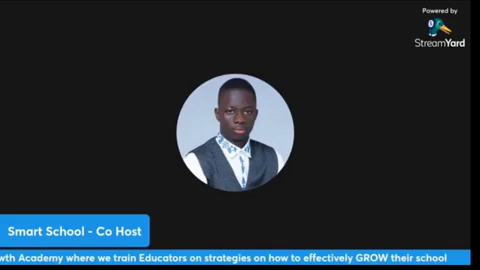 Powered by
StreamYard
Smart School - Co Host
wth Academy where we train Educators on strategies on how to effectively GROW their school